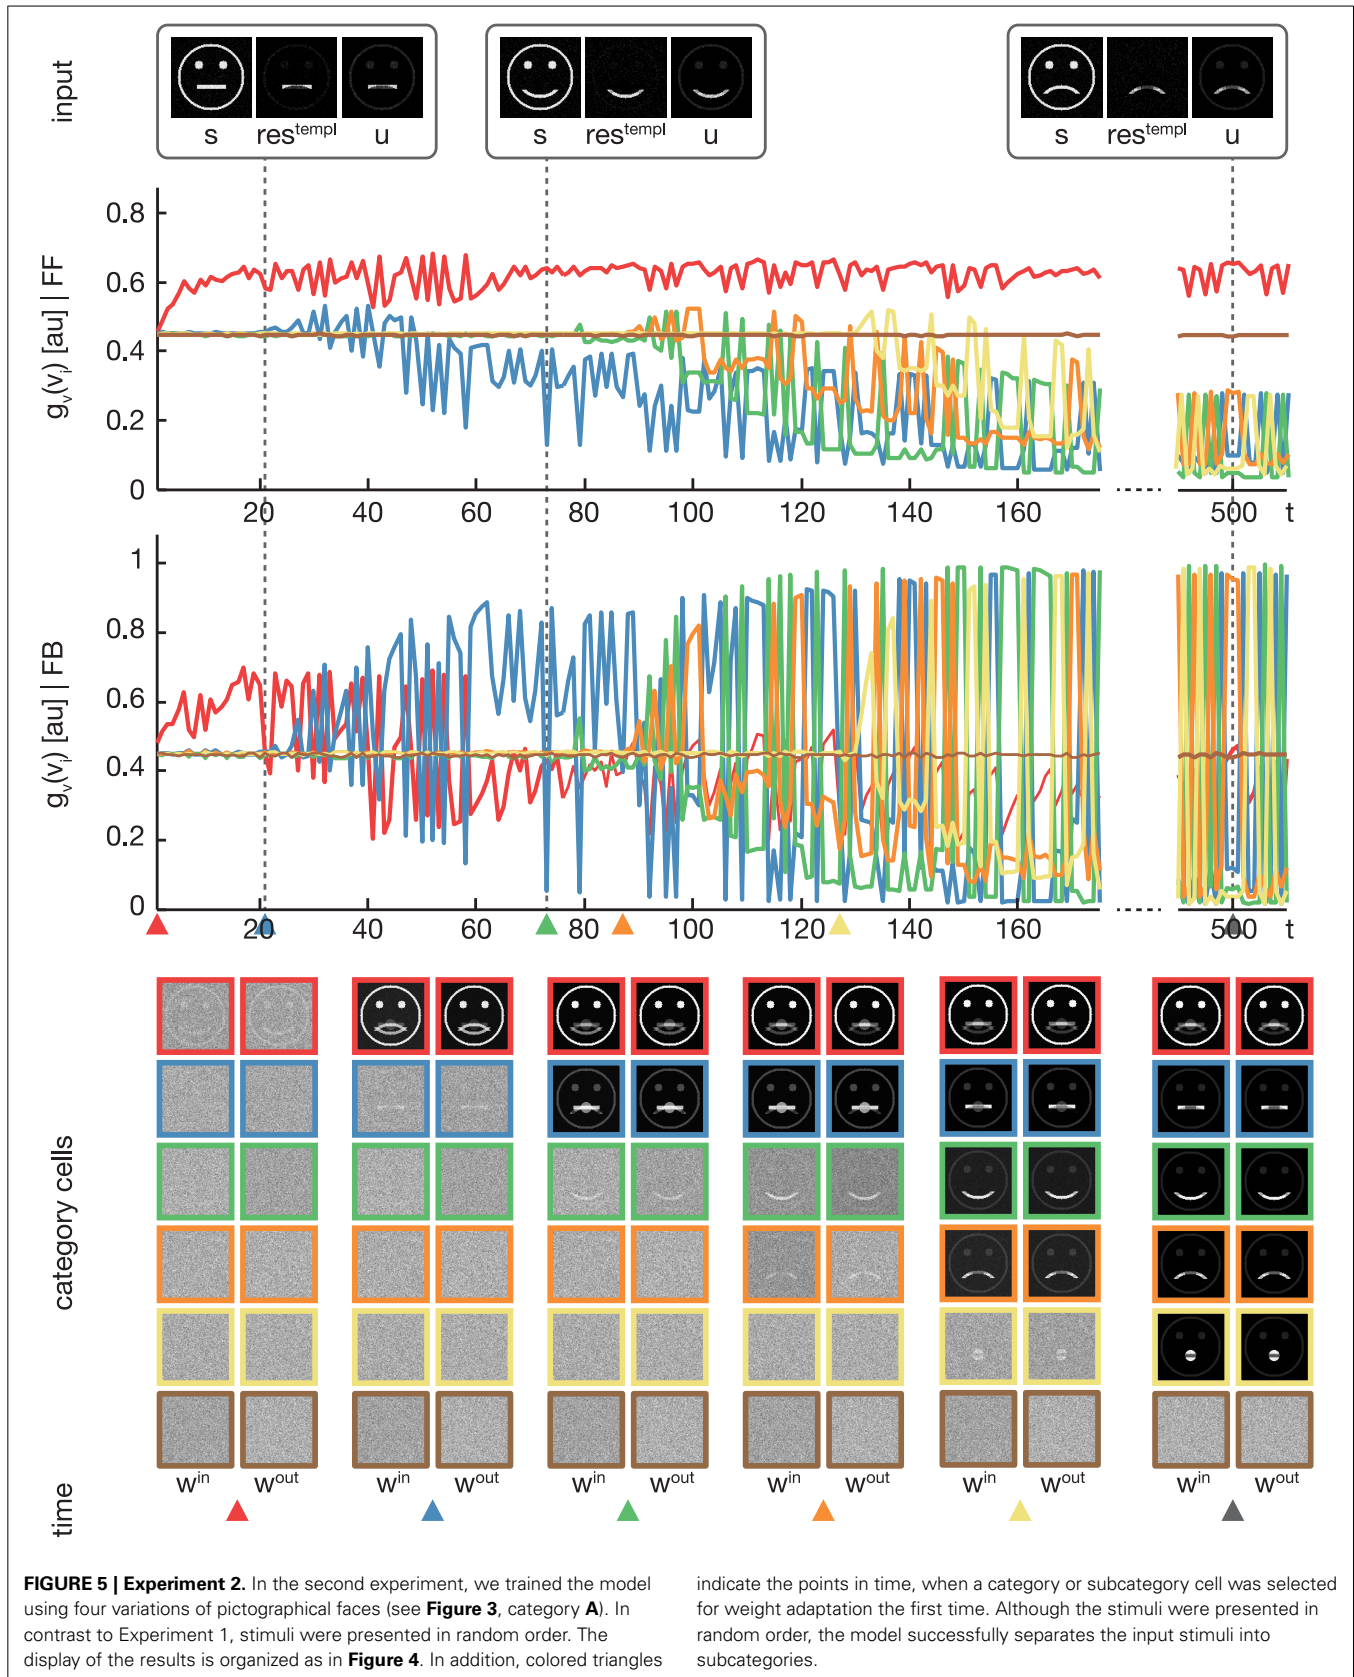 input
s res^templ u
s res^templ u
s res^templ u
g_v(v_i) [au] || FF
0.8
0.6
0.4
0.2
0
20 40 60 80 100 120 140 160 500 t
g_v(v_i) [au] || FB
1
0.8
0.6
0.4
0.2
0
20 40 60 80 100 120 140 160 500 t
category cells
w^in w^out w^in w^out w^in w^out w^in w^out w^in w^out w^in w^out
time
FIGURE 5 | Experiment 2. In the second experiment, we trained the model
using four variations of pictographical faces (see Figure 3, category A). In
contrast to Experiment 1, stimuli were presented in random order. The
display of the results is organized as in Figure 4. In addition, colored triangles
indicate the points in time, when a category or subcategory cell was selected
for weight adaptation the first time. Although the stimuli were presented in
random order, the model successfully separates the input stimuli into
subcategories.